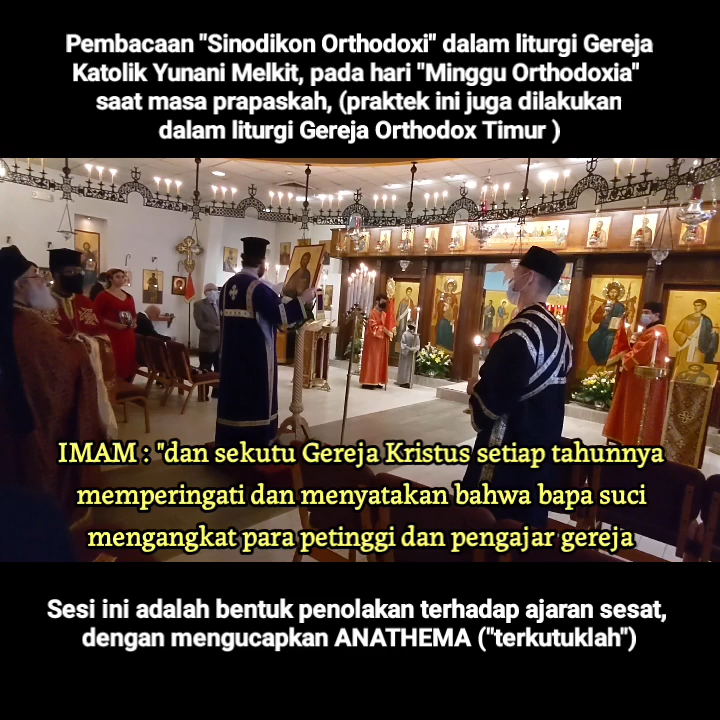 Pembacaan "Sinodikon Orthodoxi" dalam liturgi Gereja
Katolik Yunani Melkit, pada hari "Minggu Orthodoxia"
saat masa prapaskah, (praktek ini juga dilakukan
dalam liturgi Gereja Orthodox Timur )
IMAM : "dan sekutu Gereja Kristus setiap tahunnya
memperingati dan menyatakan bahwa bapa suci
mengangkat para petinggi dan pengajar gereja
Sesi ini adalah bentuk penolakan terhadap ajaran sesat,
dengan mengucapkan ANATHEMA ("terkutuklah")